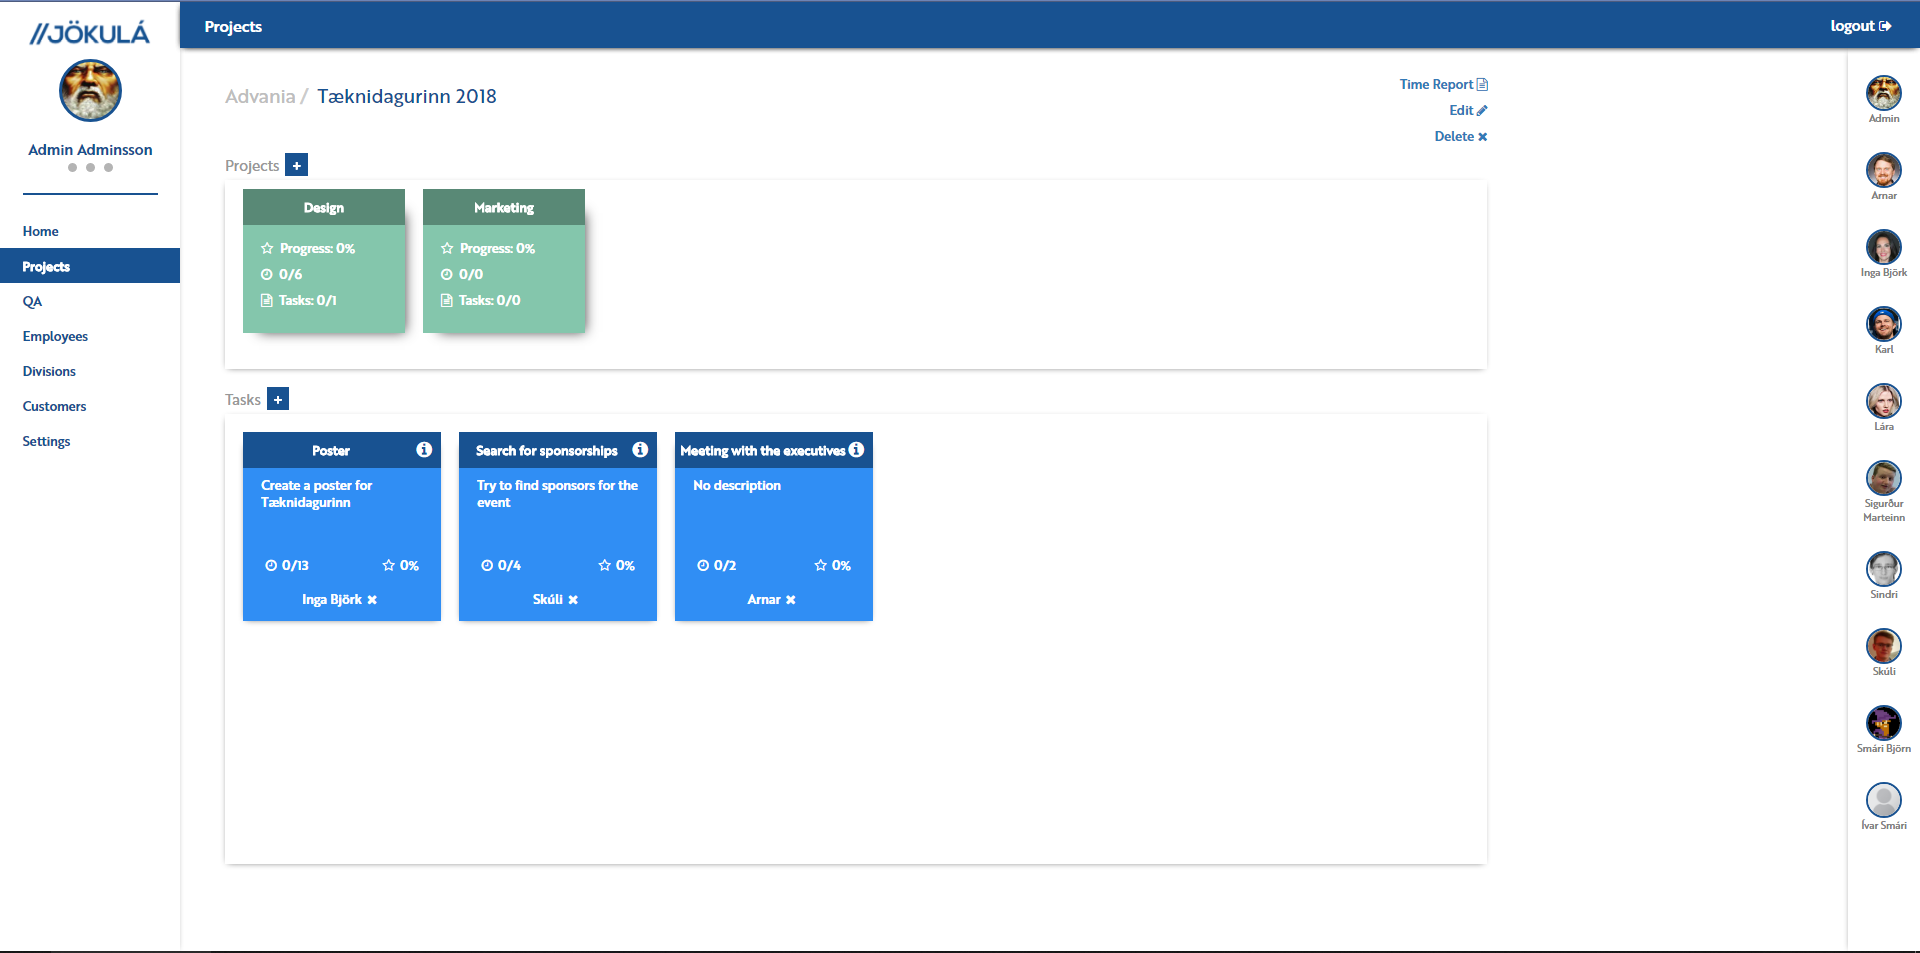 //JÖKULÁ
Admin Adminsson
Home
Projects
QA
Employees
Divisions
Customers
Settings
Projects
logout
Advania / Tæknidagurinn 2018
Time Report
Edit
Delete
Projects +
Design
Progress: 0%
0/6
Tasks: 0/1
Marketing
Progress: 0%
0/0
Tasks: 0/0
Tasks +
Poster
Create a poster for
Tæknidagurinn
0/13 0%
Inga Björk
Search for sponsorships
Try to find sponsors for the
event
0/4 0%
Skúli
Meeting with the executives
No description
0/2 0%
Arnar
Admin
Arnar
Inga Björk
Karl
Lára
Sigurður
Marteinn
Sindri
Skúli
Smári Björn
Ívar Smári